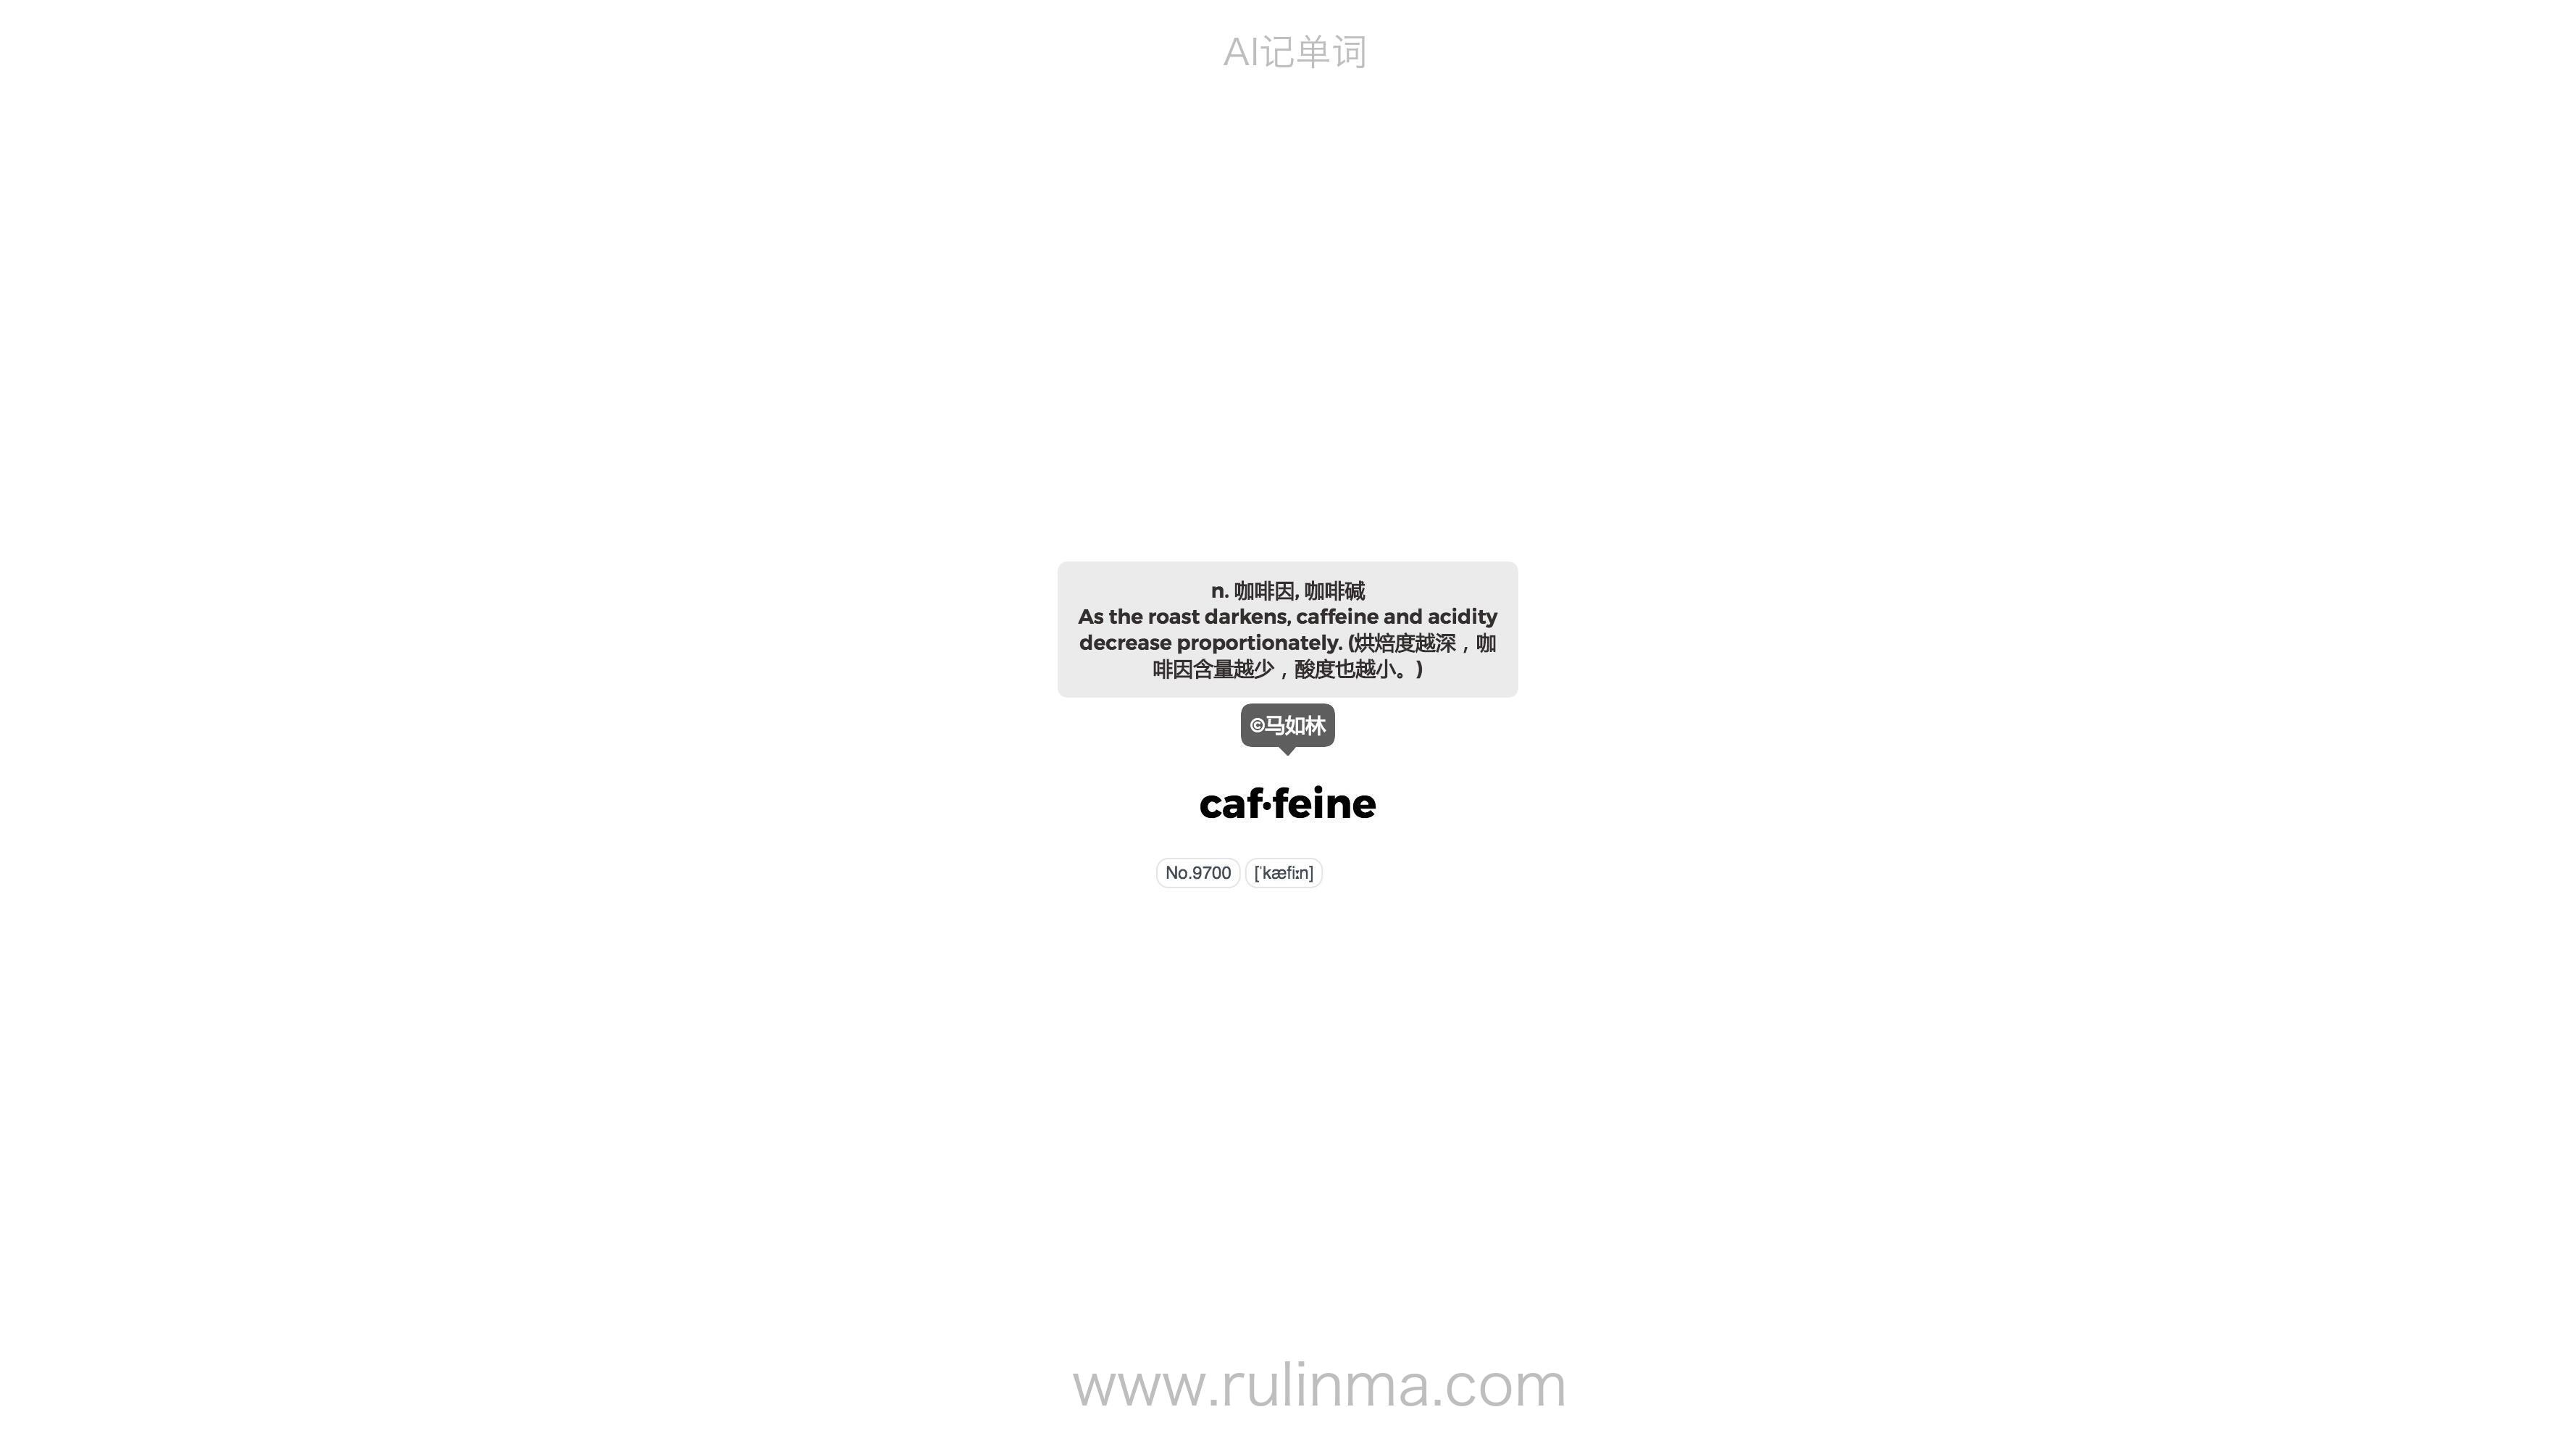 AI记单词
n. 咖啡因, 咖啡碱
As the roast darkens, caffeine and acidity
decrease proportionately. (烘焙度越深，咖
啡因含量越少，酸度也越小。)
©马如林
caf·feine
No.9700 [ˈkæfiːn]
www.rulinma.com